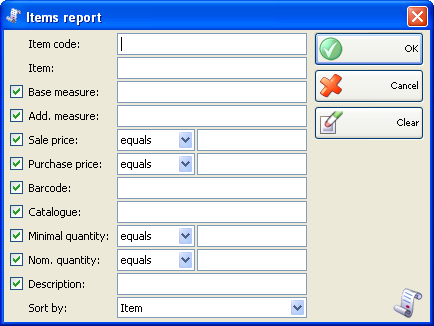 Items report
Item code:
OK
Item:
Base measure:
Cancel
Add. measure:
Clear
Sale price: equals
Purchase price: equals
Barcode:
Catalogue:
Minimal quantity: equals
Nom. quantity: equals
Description:
Sort by: Item